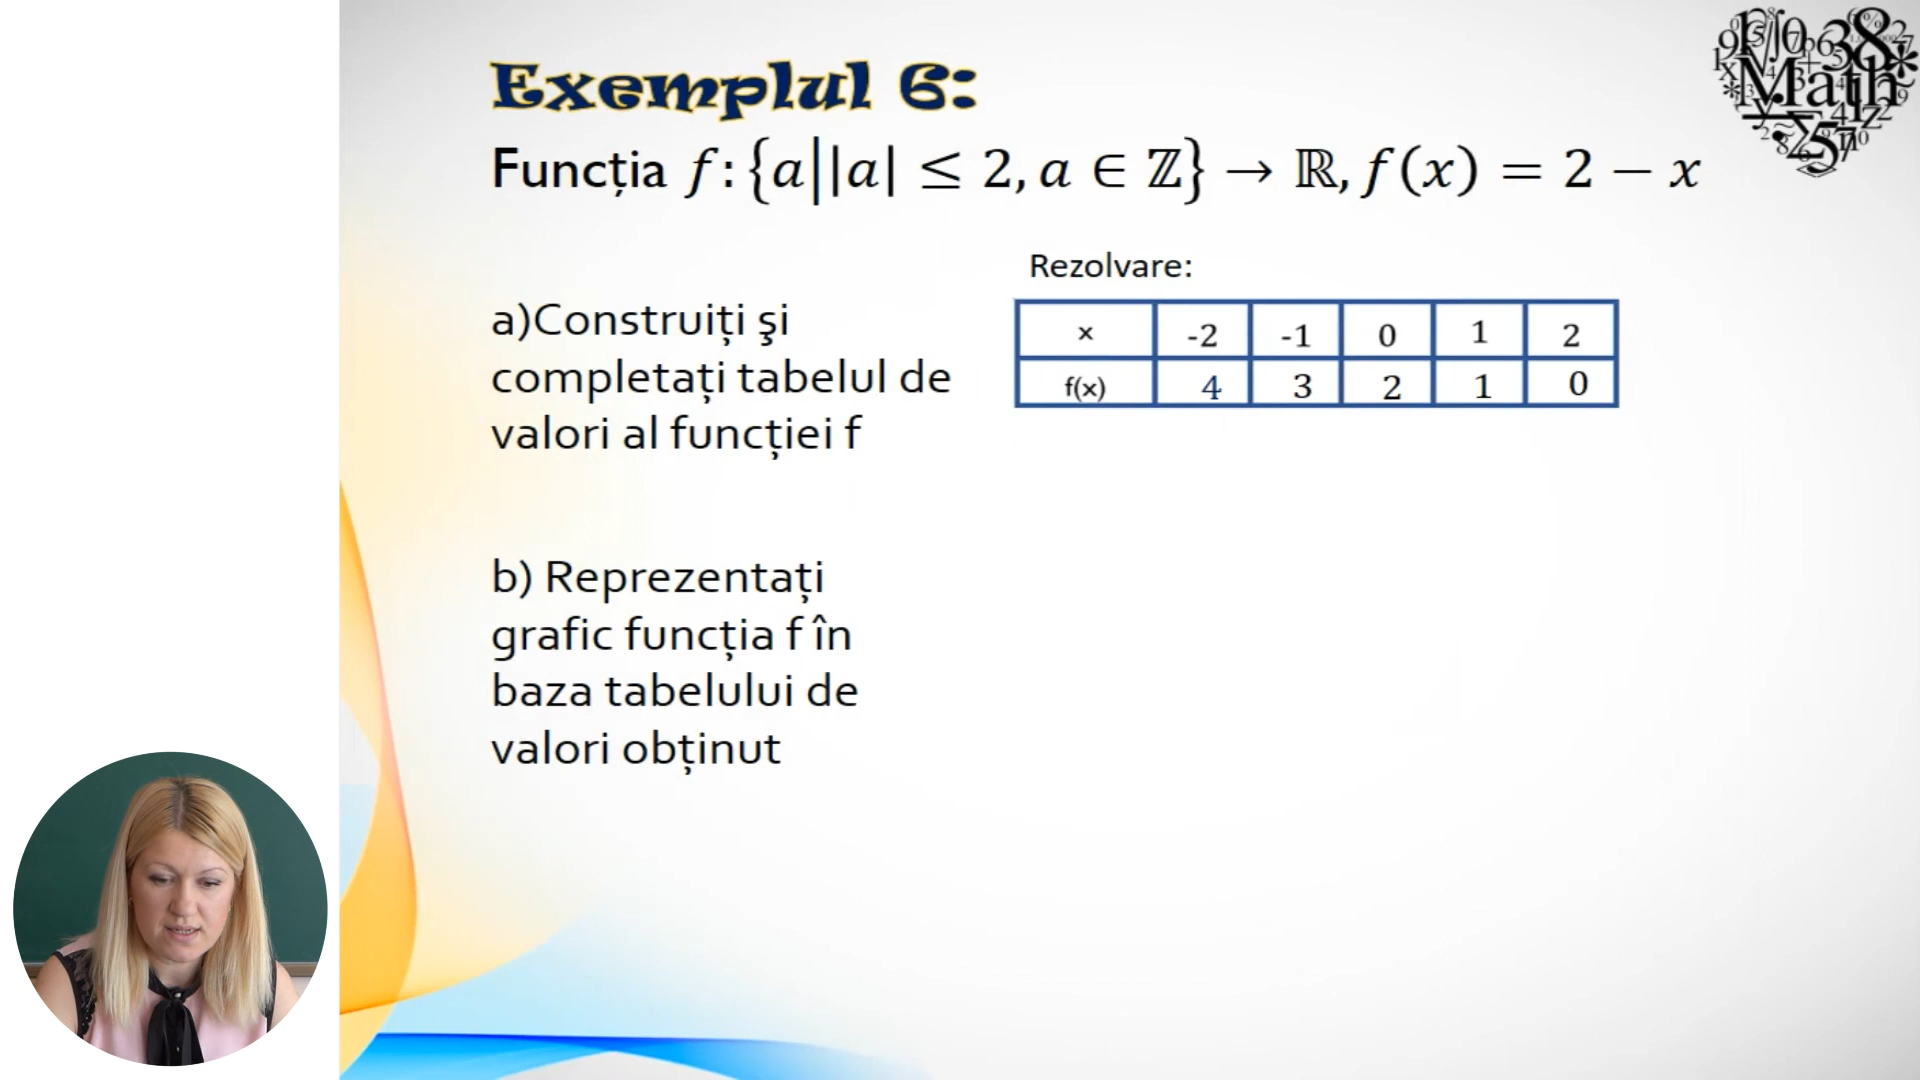 Exemplul 6:
Funcția f:{a||a| ≤ 2, a ∈ ℤ} → ℝ, f(x) = 2 − x
Rezolvare:
a)Construiți şi
completați tabelul de
valori al funcției f
x -2 -1 0 1 2
f(x) 4 3 2 1 0
b) Reprezentați
grafic funcția f în
baza tabelului de
valori obținut
Math